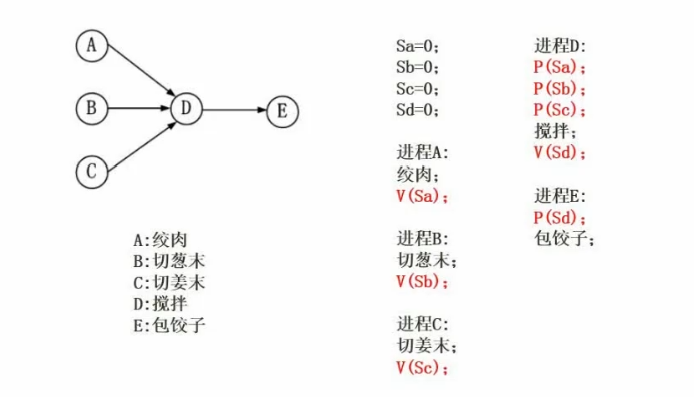 A
B
C
D
E
A:绞肉
B:切葱末
C:切姜末
D:搅拌
E:包饺子
Sa=0;
Sb=0;
Sc=0;
Sd=0;
进程A:
绞肉;
V(Sa);
进程B:
切葱末;
V(Sb);
进程C:
切姜末;
V(Sc);
进程D:
P(Sa);
P(Sb);
P(Sc);
搅拌;
V(Sd);
进程E:
P(Sd);
包饺子;